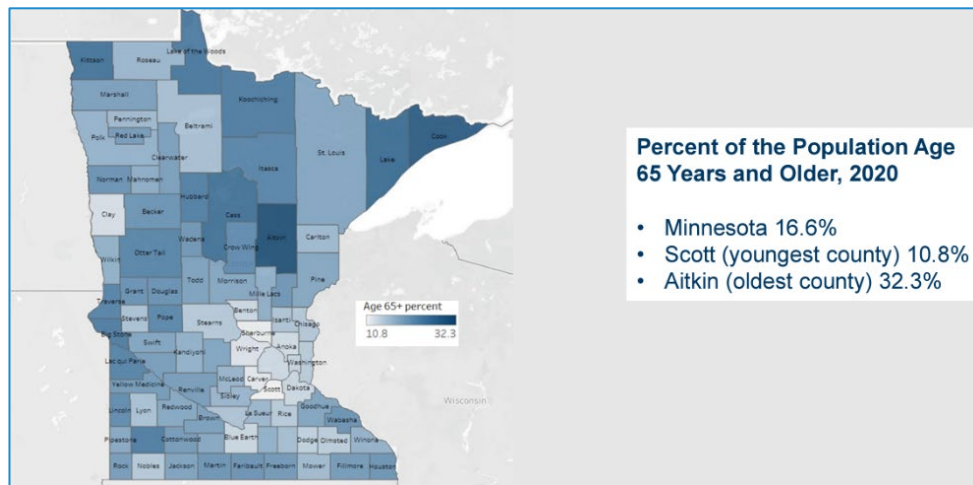 Kittson
Roseau
Lake of the Woods
Marshall
Koochiching
Pennington
Beltrami
Polk
Red Lake
Clearwater
St. Louis
Lake
Cook
Itasca
Norman
Mahnomen
Hubbard
Cass
Clay
Becker
Aitkin
Wadena
Crow Wing
Carlton
Wilkin
Otter Tail
Todd
Morrison
Pine
Grant
Douglas
Mille Lacs
Traverse
Stevens
Pope
Stearns
Benton
Isanti
Chisago
Big Stone
Sherburne
Swift
Kandiyohi
Wright
Anoka
Washington
Lac qui Parle
McLeod
Carver
Yellow Medicine
Renville
Sibley
Scott
Dakota
Lincoln
Lyon
Redwood
Brown
Le Sueur
Rice
Goodhue
Wabasha
Pipestone
Cottonwood
Blue Earth
Dodge
Olmsted
Winona
Rock
Nobles
Jackson
Martin
Faribault
Freeborn
Mower
Fillmore
Houston
Wisconsin
Age 65+ percent
10.8 32.3
Percent of the Population Age
65 Years and Older, 2020
• Minnesota 16.6%
• Scott (youngest county) 10.8%
• Aitkin (oldest county) 32.3%